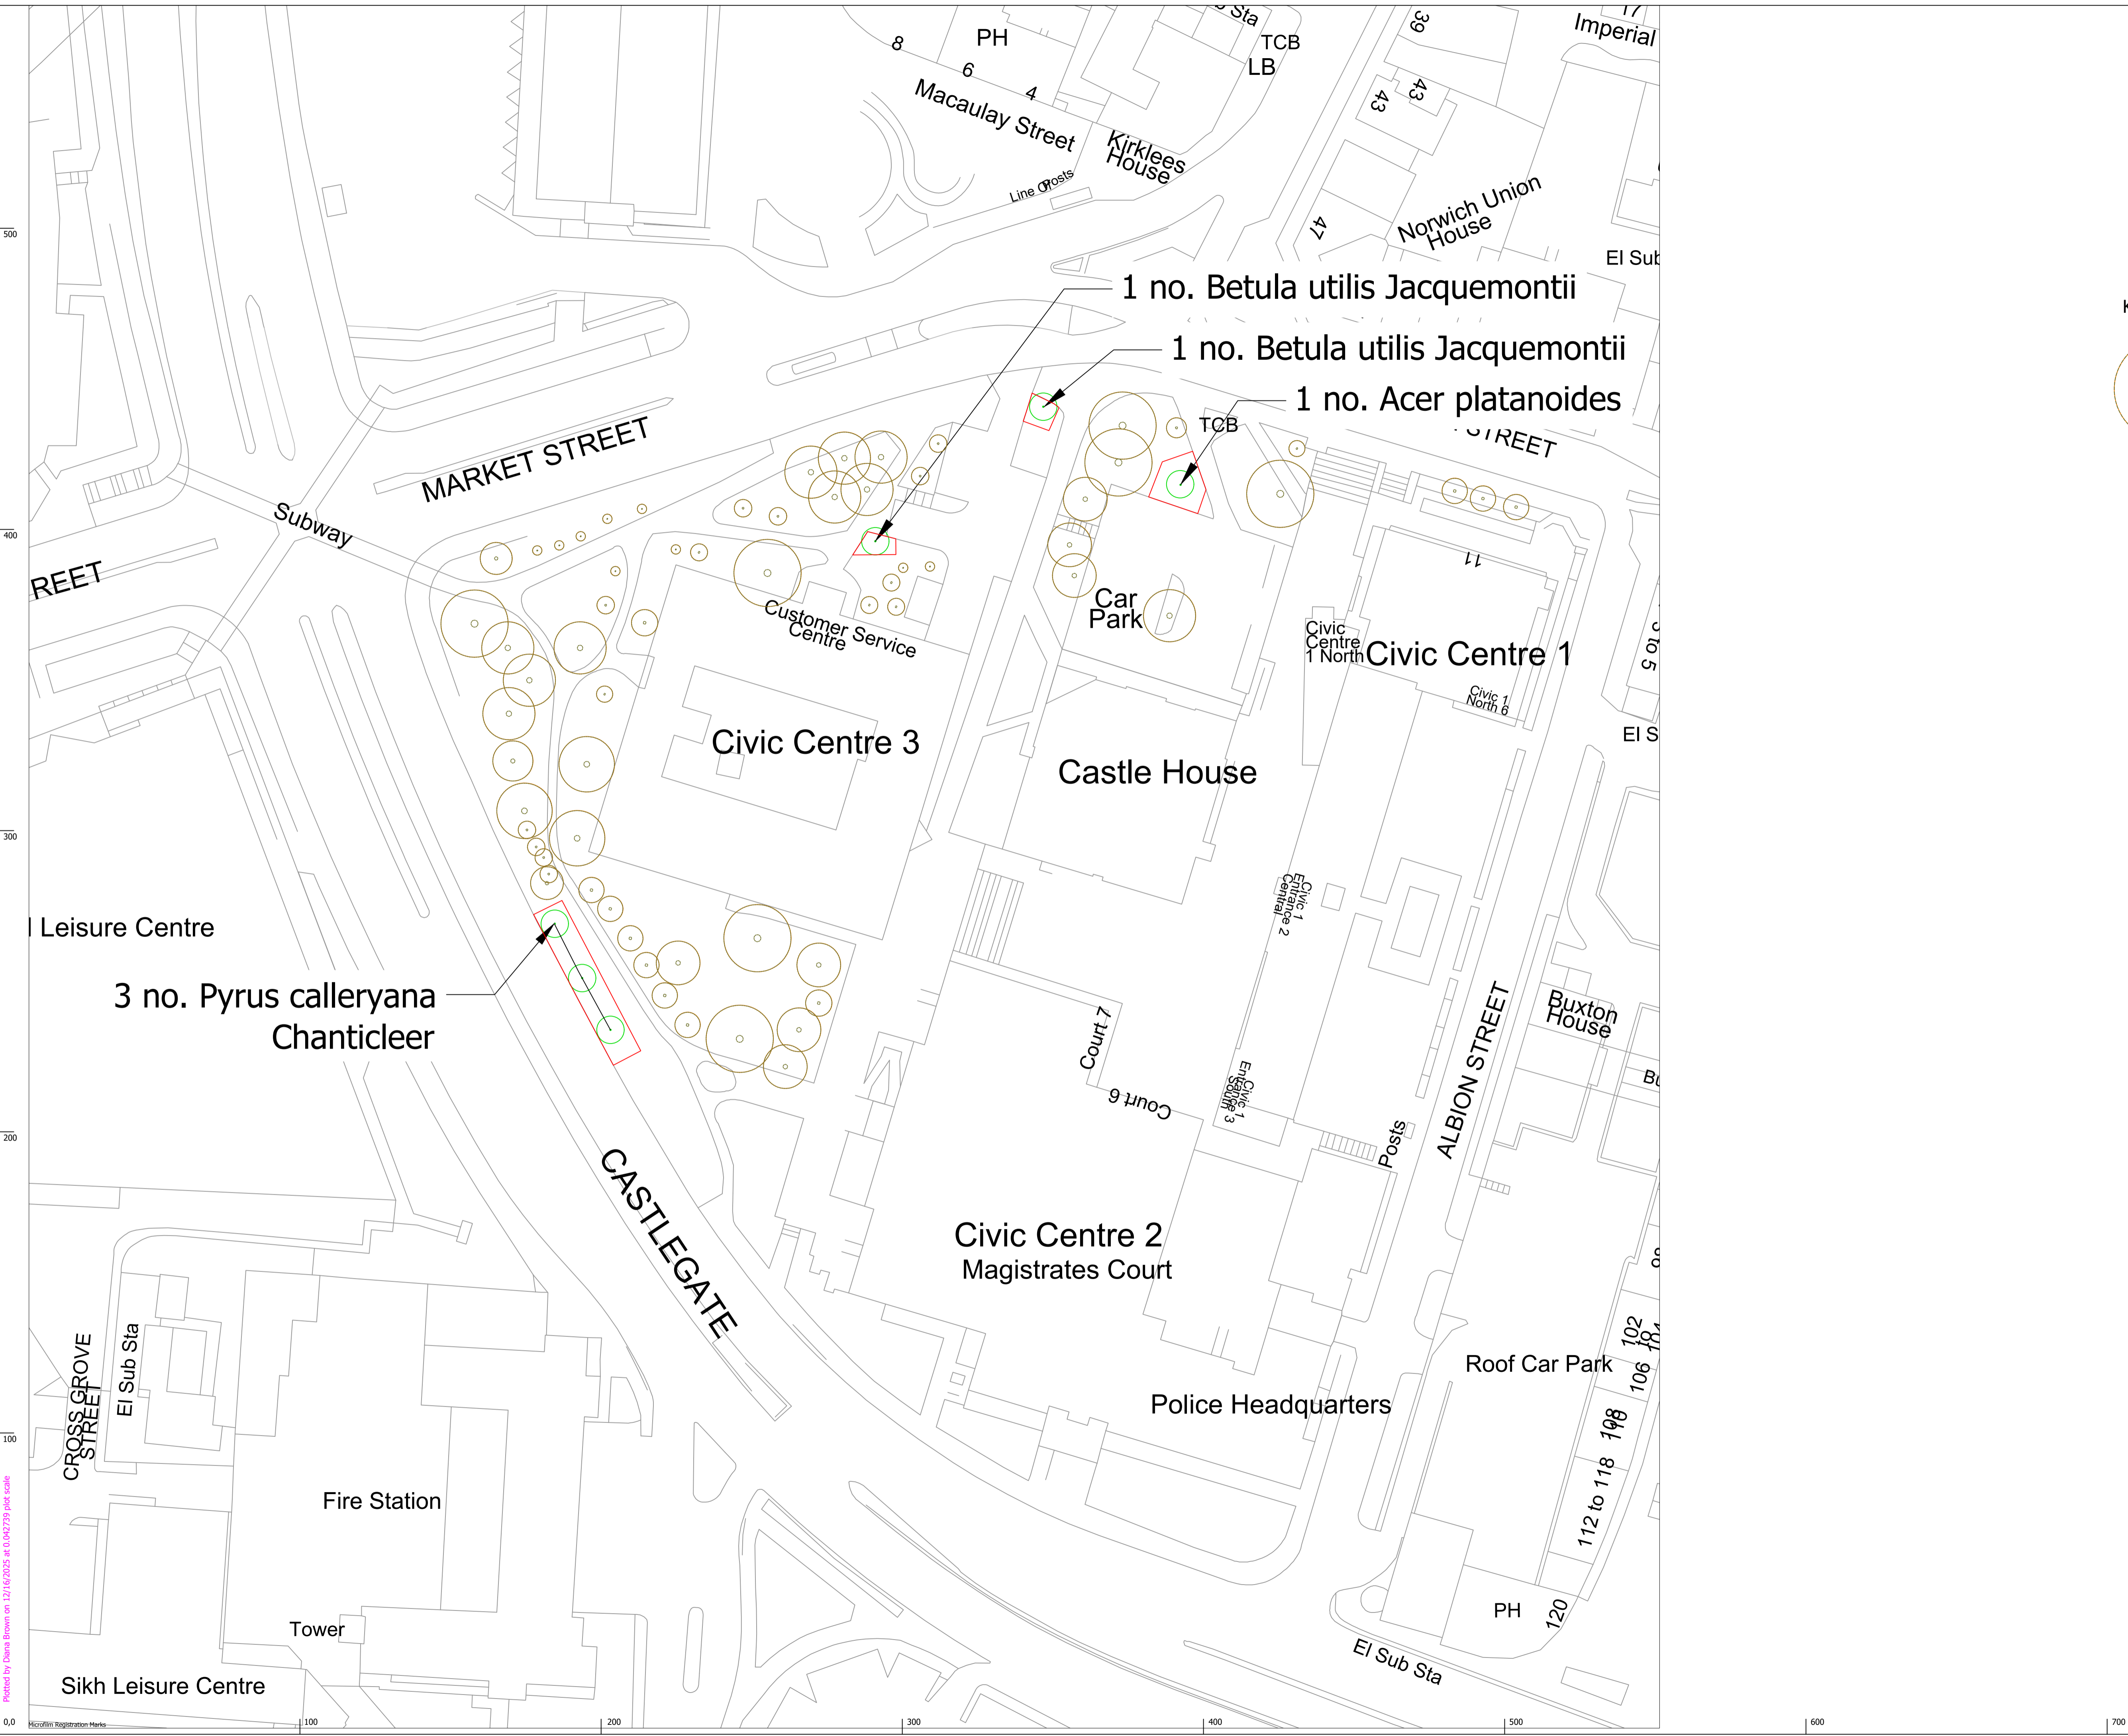 8
PH
6
4
Macaulay Street
Kirklees
House
Line Of Posts
TCB
LB
39
43
43
47
17
Imperial
Norwich Union
House
El Sub
1 no. Betula utilis Jacquemontii
1 no. Betula utilis Jacquemontii
1 no. Acer platanoides
TCB
STREET
MARKET STREET
Subway
REET
500
400
300
200
100
Customer Service
Centre
Car
Park
11
Civic
Centre
1 North
Civic Centre 1
Civic 1
North 6
3 to 5
El S
Civic Centre 3
Castle House
Civic 1
Entrance 2
Central
l Leisure Centre
3 no. Pyrus calleryana
Chanticleer
Court 7
Court 6
Civic 1
Entrance 3
South
Posts
ALBION STREET
Buxton
House
CASTLEGATE
Civic Centre 2
Magistrates Court
Police Headquarters
Roof Car Park
102
to
104
106
108
110
112 to 118
120
PH
El Sub Sta
CROSS GROVE
STREET
El Sub Sta
Fire Station
Tower
Sikh Leisure Centre
Plotted by Diana Brown on 12/16/2025 at 0.042739 plot scale
0,0
Microfilm Registration Marks
100
200
300
400
500
600
700